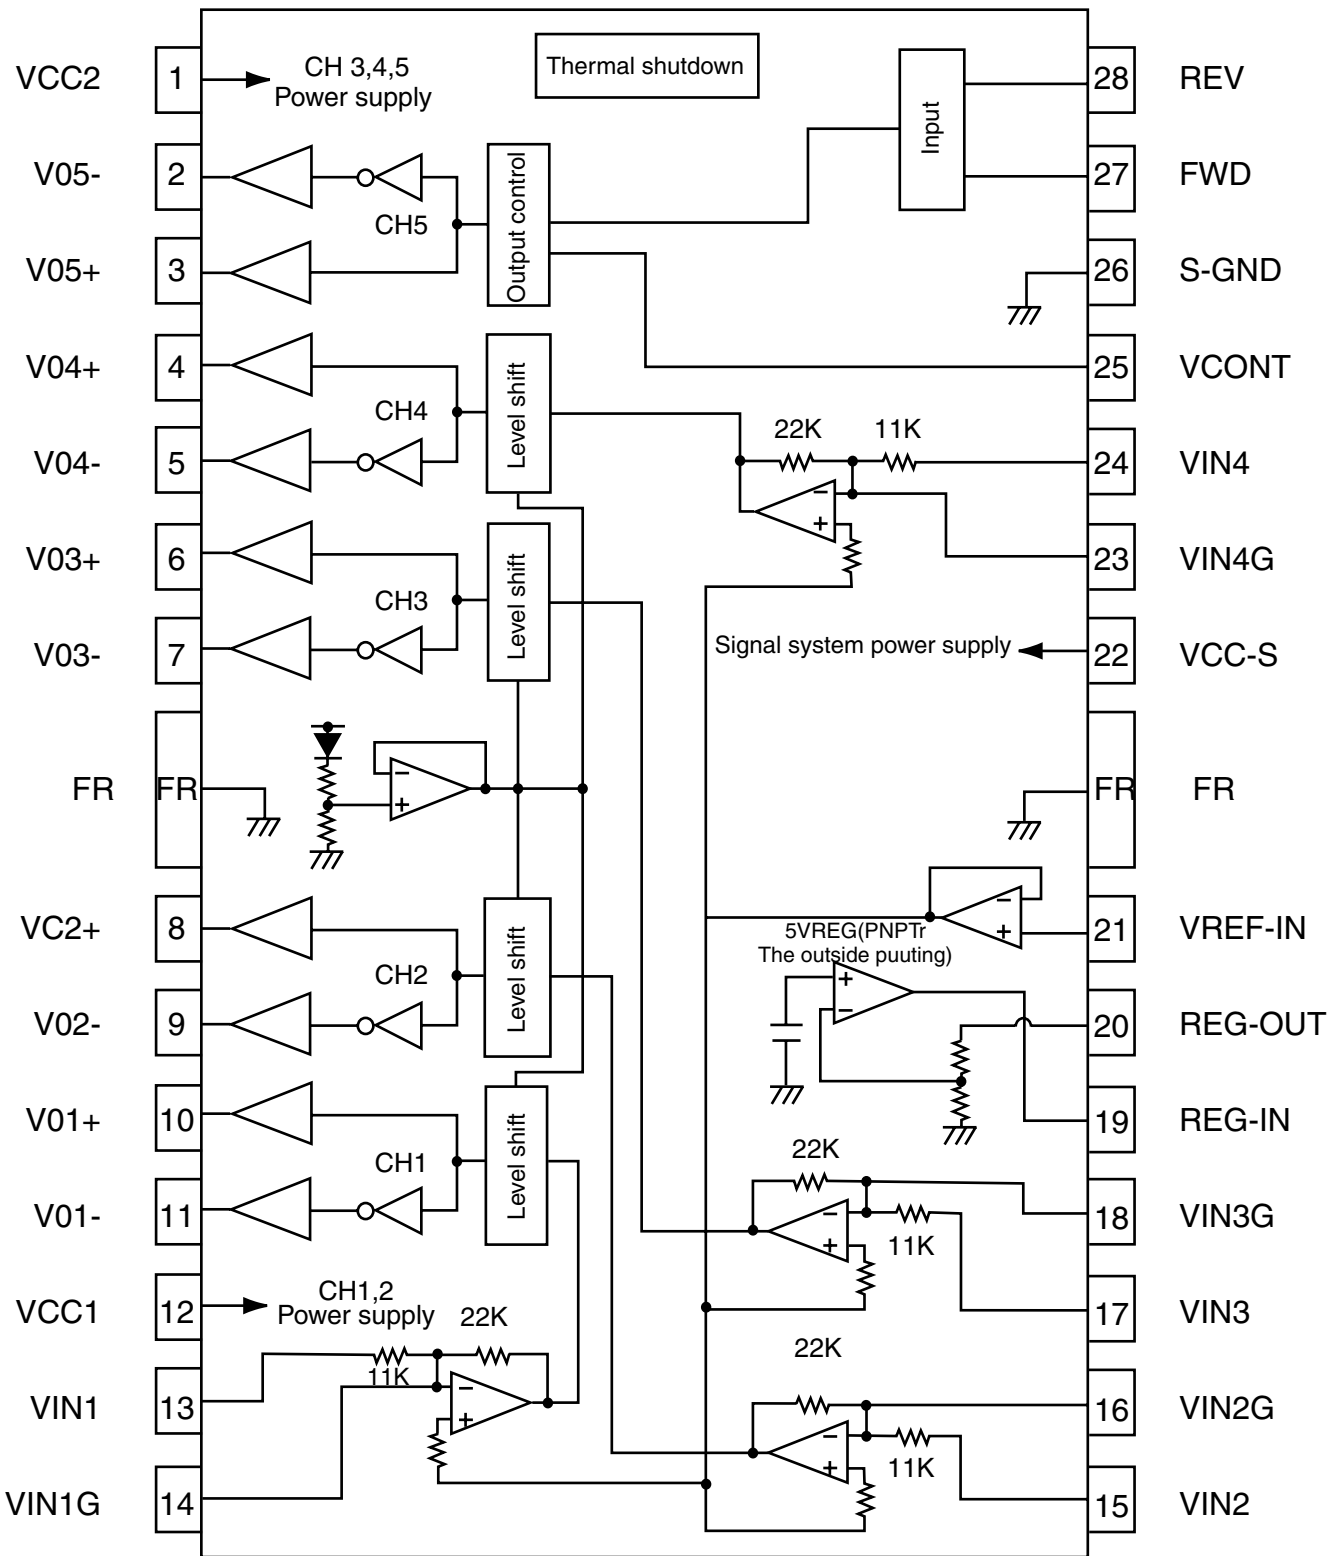 VCC2 1 CH 3,4,5 Thermal shutdown 28 REV
Power supply
Input
V05- 2 27 FWD
CH5 Output control
V05+ 3 26 S-GND
V04+ 4 25 VCONT
CH4 Level shift 22K 11K
V04- 5 24 VIN4
−
+
V03+ 6 23 VIN4G
CH3 Level shift
V03- 7 Signal system power supply 22 VCC-S
FR FR − + FR FR
VC2+ 8 − + 21 VREF-IN
5VREG(PNPTr
The outside puuting)
CH2 Level shift + −
V02- 9 20 REG-OUT
V01+ 10 19 REG-IN
CH1 Level shift 22K
V01- 11 − + 11K 18 VIN3G
VCC1 12 CH1,2 17 VIN3
Power supply 22K
22K
11K
VIN1 13 − + − + 16 VIN2G
11K
VIN1G 14 15 VIN2